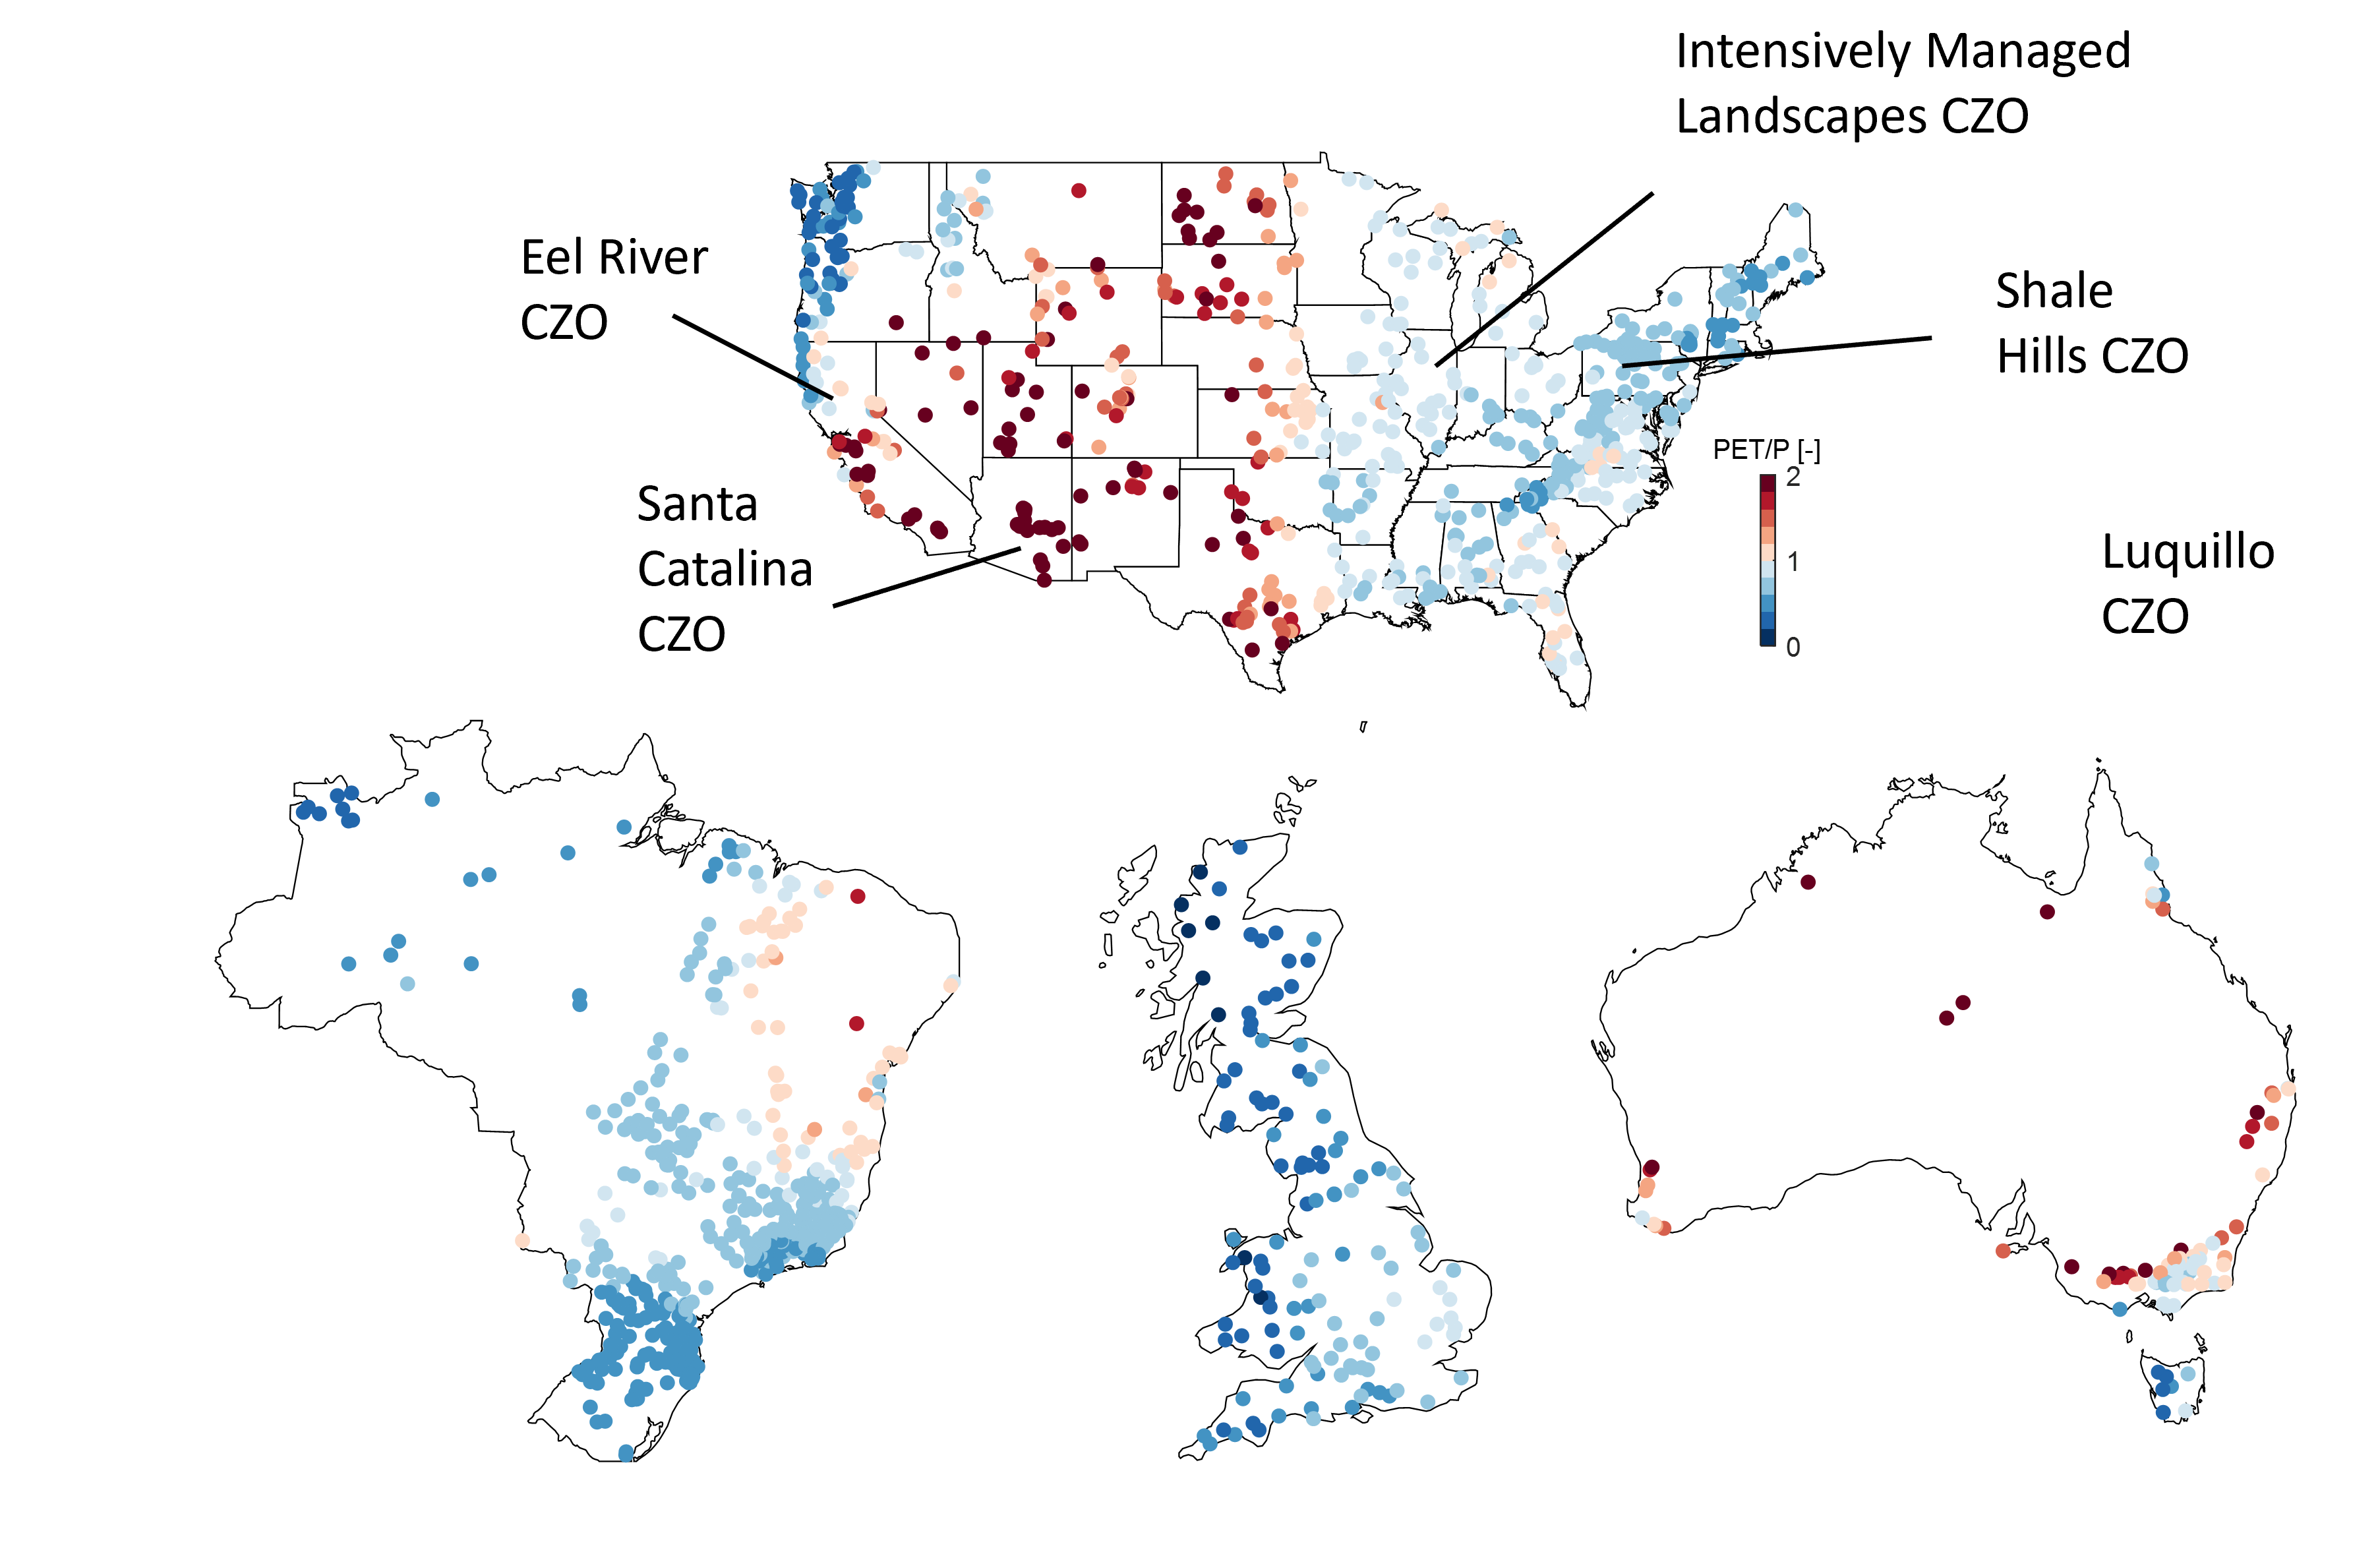 Intensively Managed
Landscapes CZO
Eel River
CZO
Shale
Hills CZO
PET/P [-]
2
1
0
Santa
Catalina
CZO
Luquillo
CZO